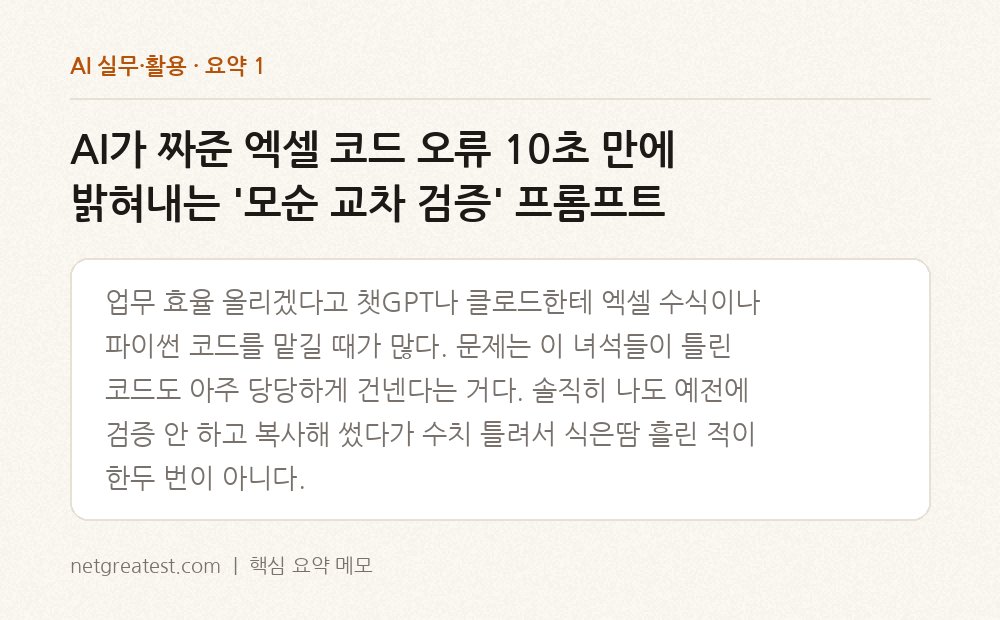 AI 실무·활용 · 요약 1
AI가 짜준 엑셀 코드 오류 10초 만에
밝혀내는 '모순 교차 검증' 프롬프트
업무 효율 올리겠다고 챗GPT나 클로드한테 엑셀 수식이나
파이썬 코드를 맡길 때가 많다. 문제는 이 녀석들이 틀린
코드도 아주 당당하게 건넨다는 거다. 솔직히 나도 예전에
검증 안 하고 복사해 썼다가 수치 틀려서 식은땀 흘린 적이
한두 번이 아니다.
netgreatest.com | 핵심 요약 메모